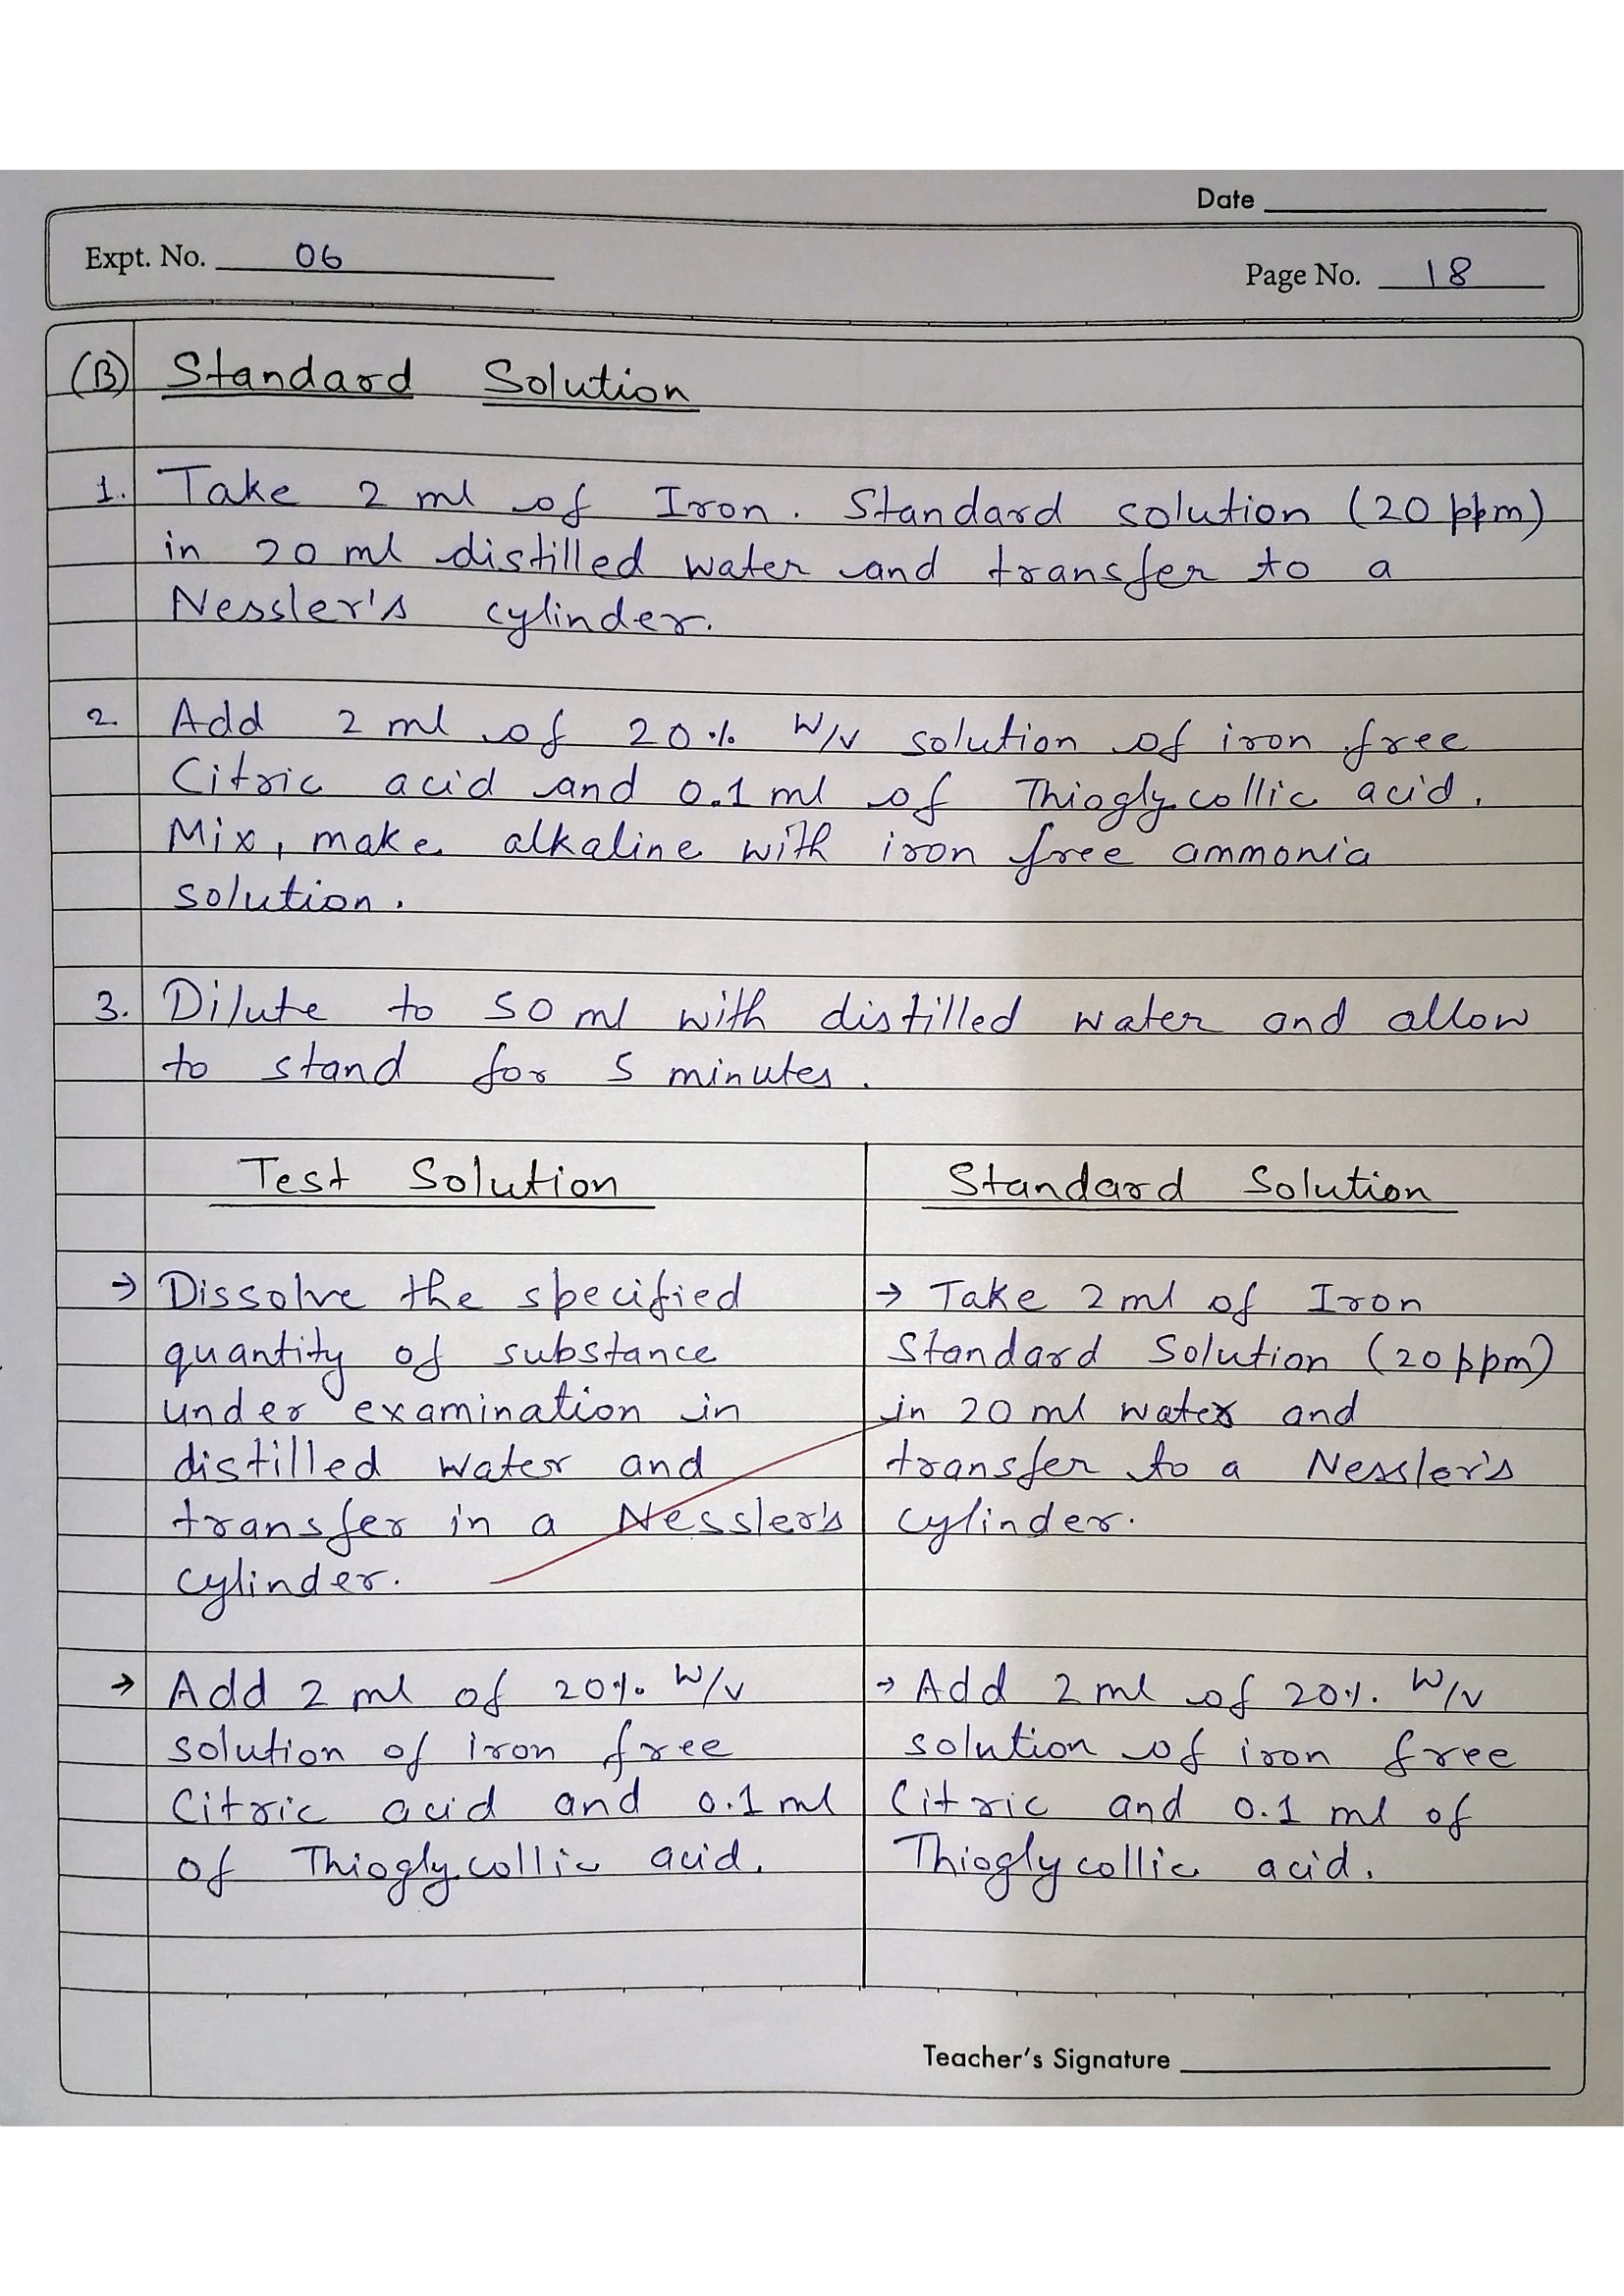 Date
Expt. No. 06
Page No. 18
(B) Standard Solution
1. Take 2 ml of Iron. Standard solution (20 ppm)
in 20 ml distilled water and transfer to a
Nessler's cylinder.
2. Add 2 ml of 20% W/V solution of iron free
Citric acid and 0.1 ml of Thioglycollic acid.
Mix, make alkaline with iron free ammonia
solution.
3. Dilute to 50 ml with distilled water and allow
to stand for 5 minutes.
Test Solution
→ Dissolve the specified
quantity of substance
under examination in
distilled water and
transfer in a Nessler's
cylinder.
→ Add 2 ml of 20% W/V
solution of iron free
Citric acid and 0.1 ml
of Thioglycollic acid.
Standard Solution
→ Take 2 ml of Iron
Standard Solution (20 ppm)
in 20 ml water and
transfer to a Nessler's
cylinder.
→ Add 2 ml of 20% W/V
solution of iron free
Citric and 0.1 ml of
Thioglycollic acid.
Teacher's Signature